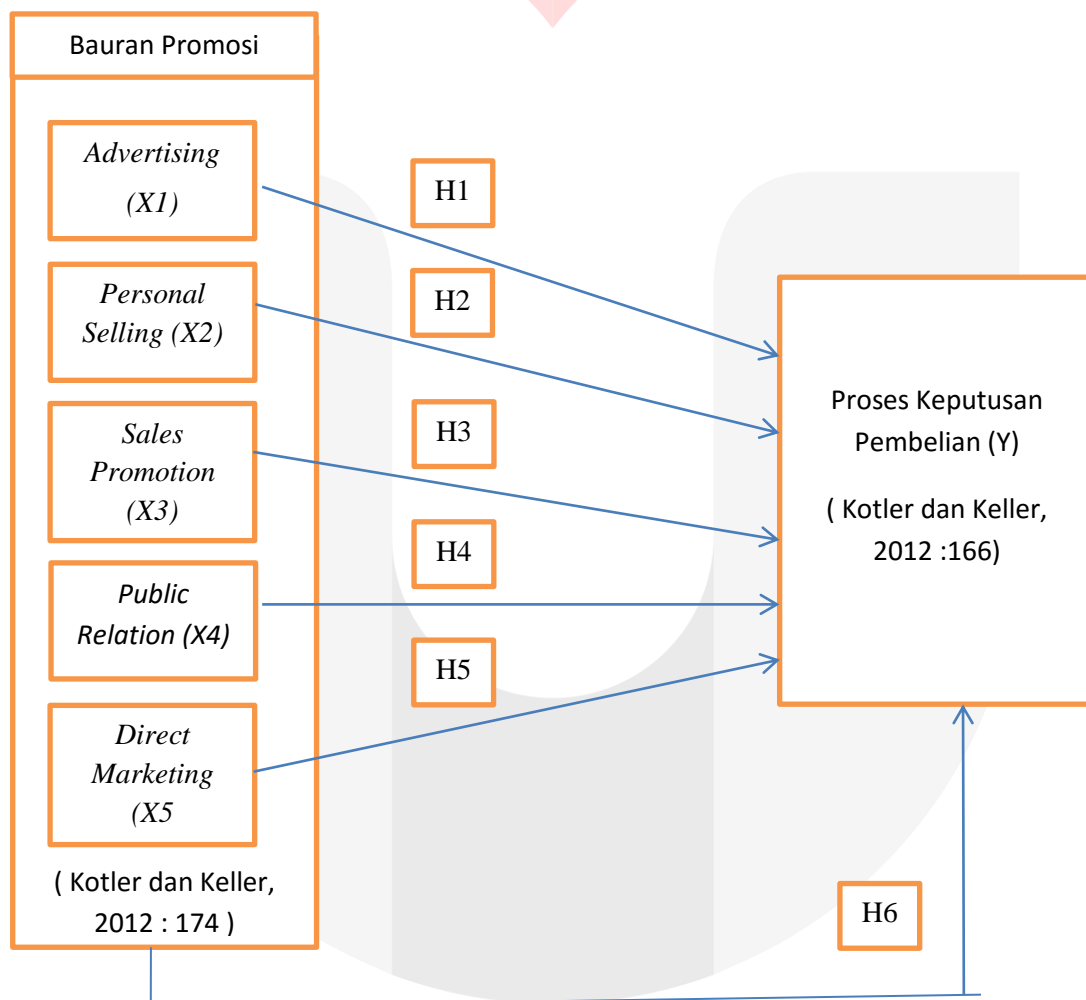 Bauran Promosi
Advertising
(X1)
Personal
Selling (X2)
Sales
Promotion
(X3)
Public
Relation (X4)
Direct
Marketing
(X5
( Kotler dan Keller,
2012 : 174 )
H1
H2
H3
H4
H5
H6
Proses Keputusan
Pembelian (Y)
( Kotler dan Keller,
2012 :166)